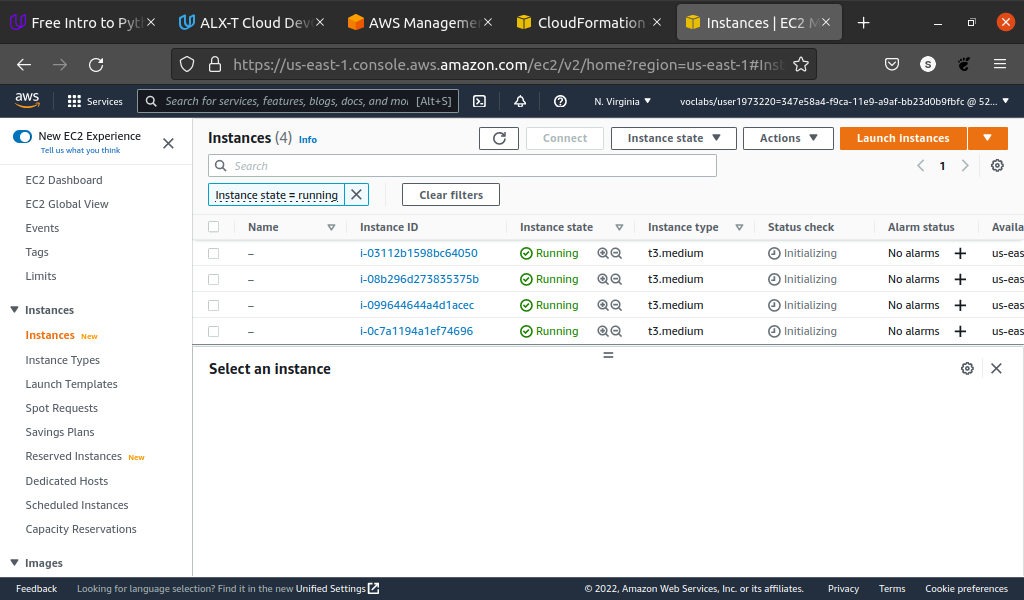 Free Intro to Pyt
ALX-T Cloud Dev
AWS Manageme
CloudFormation
Instances | EC2 M
https://us-east-1.console.aws.amazon.com/ec2/v2/home?region=us-east-1#Inst
S
aws
Services
Search for services, features, blogs, docs, and mo
[Alt+S]
N. Virginia
voclabs/user1973220=347e58a4-f9ca-11e9-a9af-bb23d0b9fbfc @ 52...
New EC2 Experience
Tell us what you think
EC2 Dashboard
EC2 Global View
Events
Tags
Limits
Instances
Instances New
Instance Types
Launch Templates
Spot Requests
Savings Plans
Reserved Instances New
Dedicated Hosts
Scheduled Instances
Capacity Reservations
Images
Instances (4) Info
Connect
Instance state
Actions
Launch instances
Search
1
Instance state = running
Clear filters
Name Instance ID Instance state Instance type Status check Alarm status Availa
– i-03112b1598bc64050 Running t3.medium Initializing No alarms + us-eas
– i-08b296d273835375b Running t3.medium Initializing No alarms + us-eas
– i-099644644a4d1acec Running t3.medium Initializing No alarms + us-eas
– i-0c7a1194a1ef74696 Running t3.medium Initializing No alarms + us-eas
Select an instance
Feedback Looking for language selection? Find it in the new Unified Settings © 2022, Amazon Web Services, Inc. or its affiliates. Privacy Terms Cookie preferences